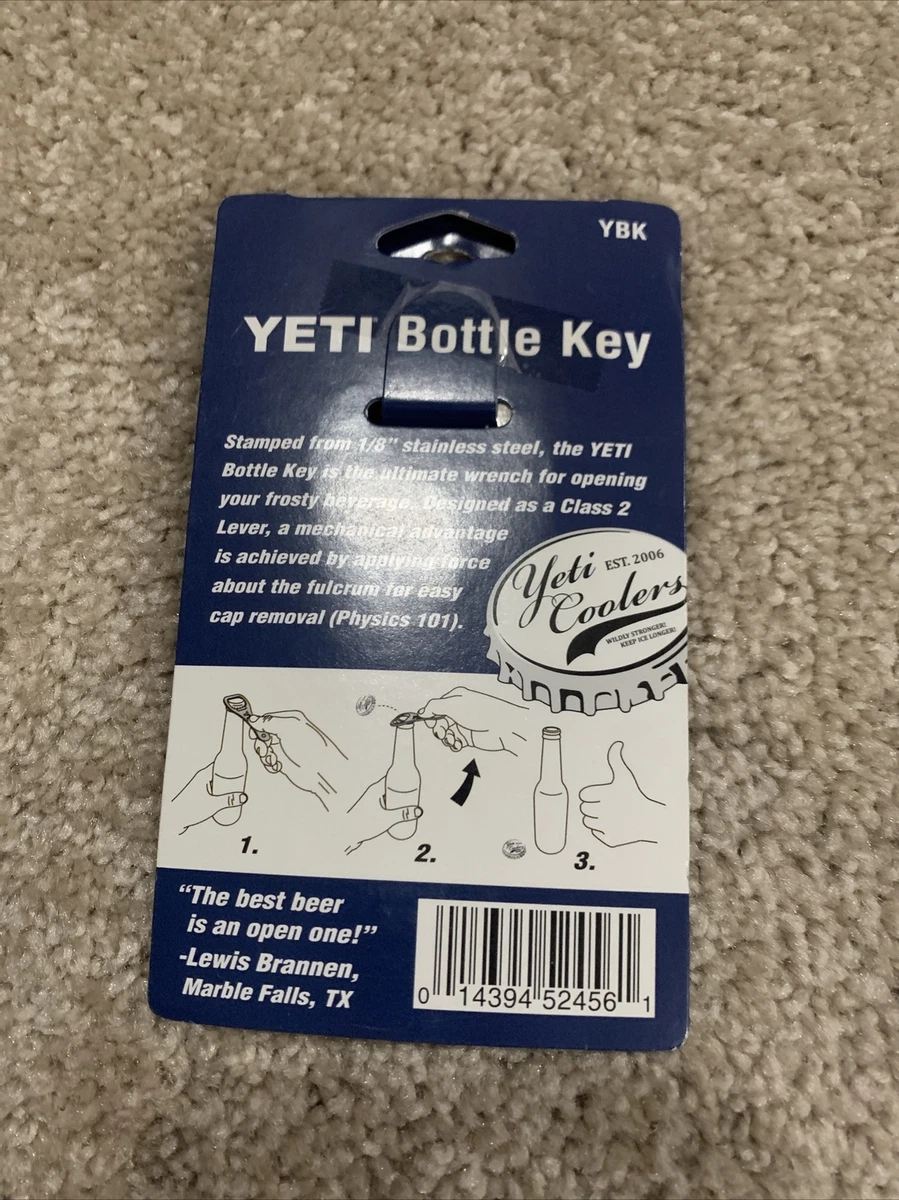 YBK
YETI Bottle Key
Stamped from 1/8" stainless steel, the YETI
Bottle Key is the ultimate wrench for opening
your frosty beverage. Designed as a Class 2
Lever, a mechanical advantage
is achieved by applying force
about the fulcrum for easy
cap removal (Physics 101).
Yeti EST. 2006
Coolers
WILDLY STRONGER!
KEEP ICE LONGER!
1.
2.
3.
“The best beer
is an open one!”
-Lewis Brannen,
Marble Falls, TX
0 14394 52456 1